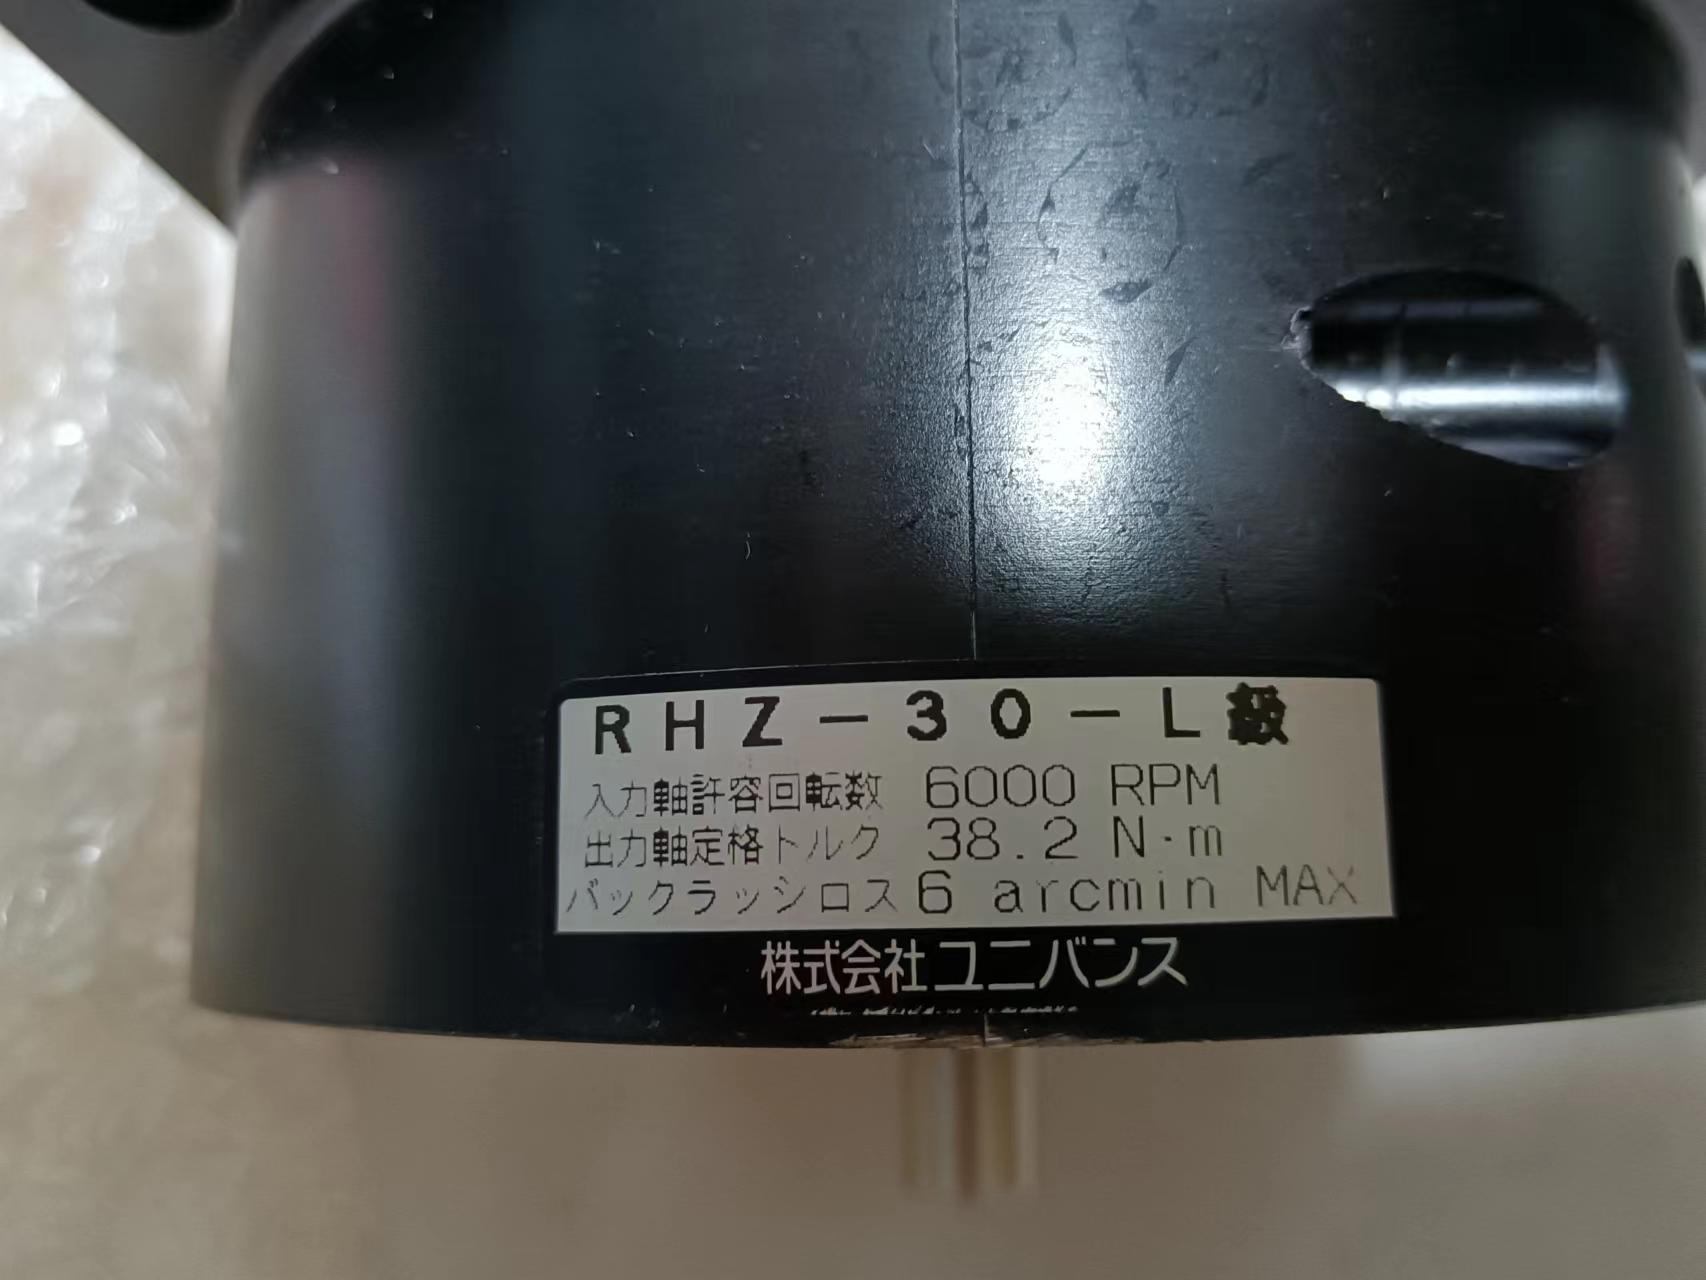 RHZ-30-L級
入力軸許容回転数 6000 RPM
出力軸定格トルク 38.2 N·m
バックラッシロス 6 arcmin MAX
株式会社ユニバンス